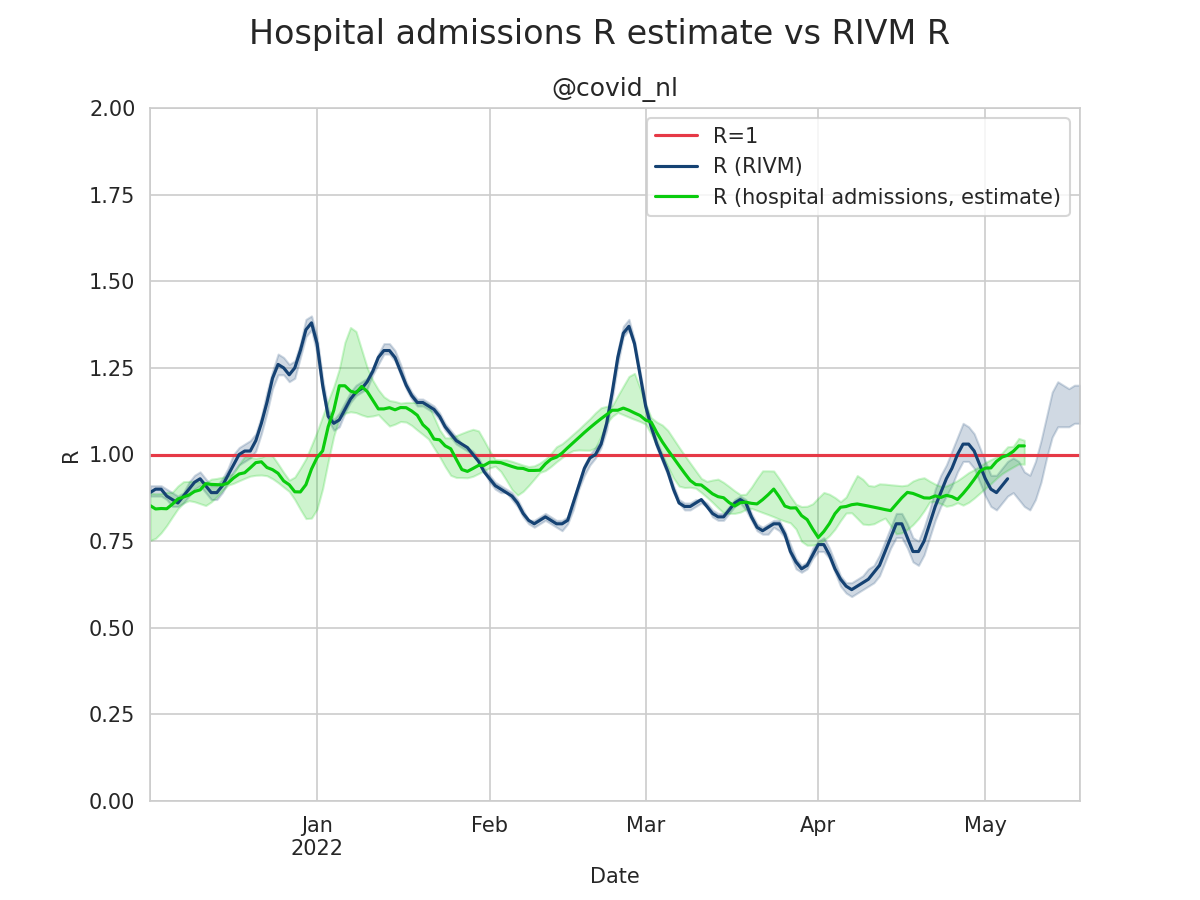 Hospital admissions R estimate vs RIVM R
@covid_nl
R=1
R (RIVM)
R (hospital admissions, estimate)
2.00
1.75
1.50
1.25
1.00
0.75
0.50
0.25
0.00
R
Jan
2022
Feb
Mar
Apr
May
Date